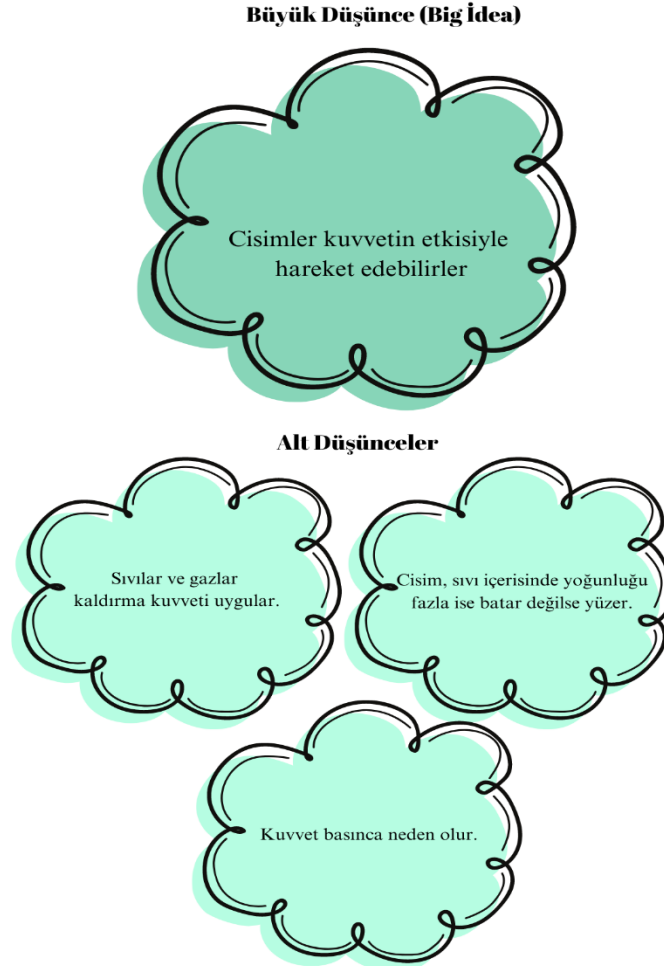 Büyük Düşünce (Big İdea)
Cisimler kuvvetin etkisiyle
hareket edebilirler
Alt Düşünceler
Sıvılar ve gazlar
kaldırma kuvveti uygular.
Cisim, sıvı içerisinde yoğunluğu
fazla ise batar değilse yüzer.
Kuvvet basınca neden olur.